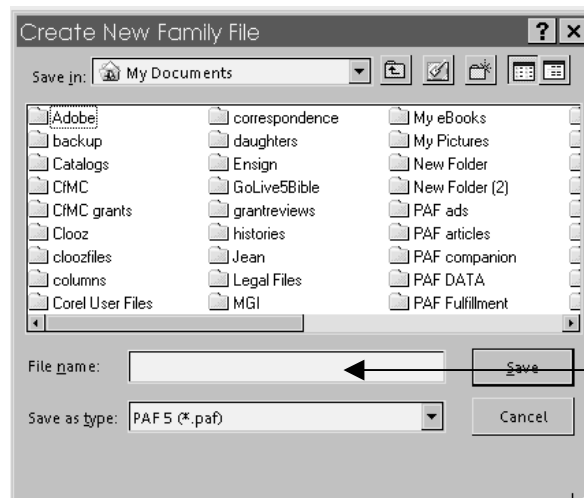 Create New Family File
Save in: My Documents
Adobe correspondence My eBooks
backup daughters My Pictures
Catalogs Ensign New Folder
CfMC GoLive5Bible New Folder (2)
CfMC grants grantreviews PAF ads
Clooz histories PAF articles
cloozfiles Jean PAF companion
columns Legal Files PAF DATA
Corel User Files MGI PAF Fulfillment
File name: Save
Save as type: PAF 5 (*.paf) Cancel